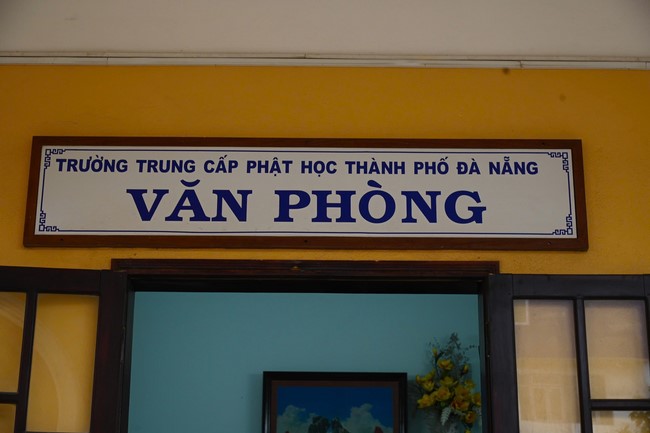 TRƯỜNG TRUNG CẤP PHẬT HỌC THÀNH PHỐ ĐÀ NẴNG
VĂN PHÒNG